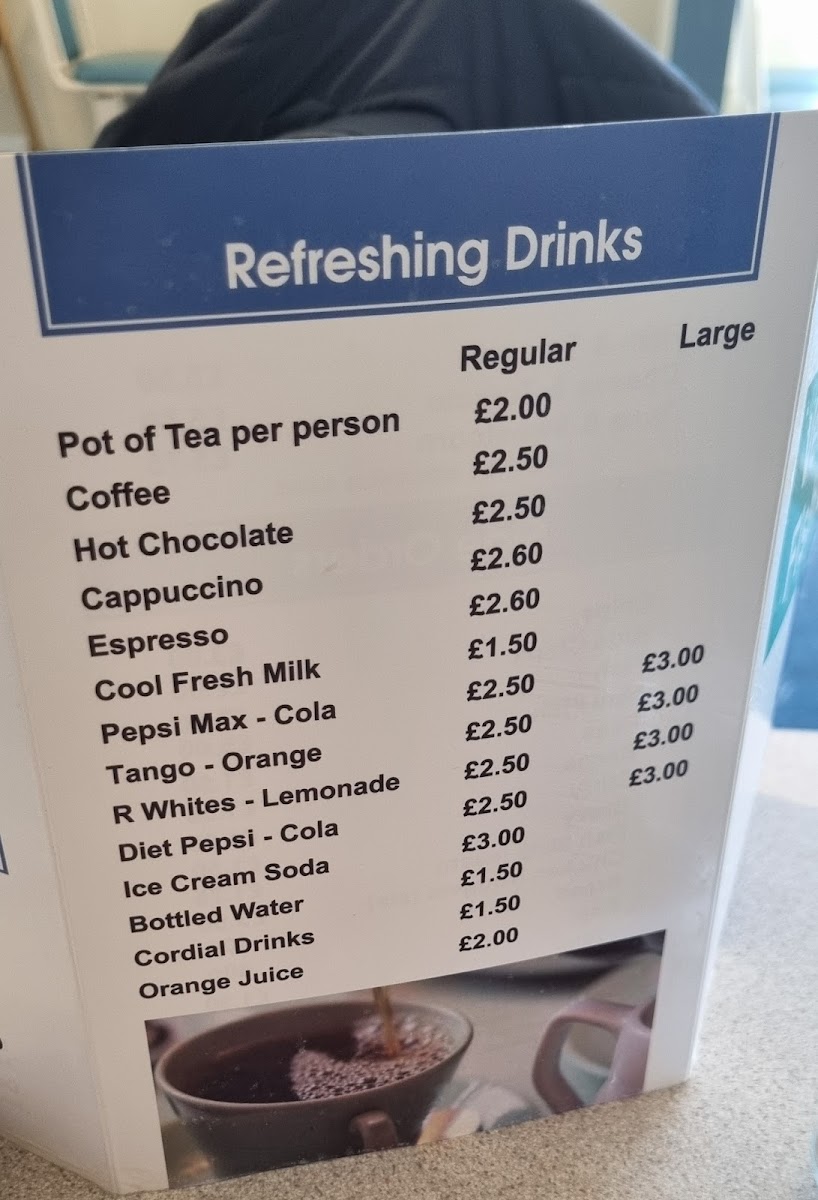 Refreshing Drinks
Regular Large
Pot of Tea per person £2.00
Coffee £2.50
Hot Chocolate £2.50
Cappuccino £2.60
Espresso £2.60
Cool Fresh Milk £1.50
Pepsi Max - Cola £2.50 £3.00
Tango - Orange £2.50 £3.00
R Whites - Lemonade £2.50 £3.00
Diet Pepsi - Cola £2.50 £3.00
Ice Cream Soda £3.00
Bottled Water £1.50
Cordial Drinks £1.50
Orange Juice £2.00